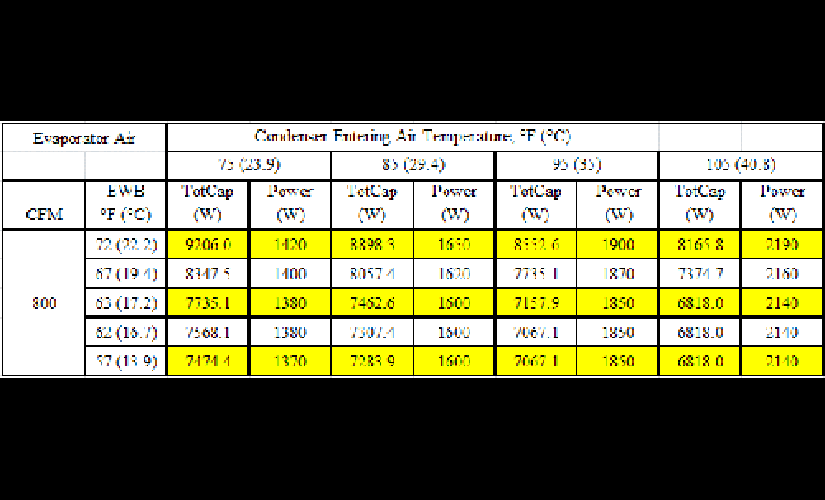 Evaporator Air Condenser Entering Air Temperature, °F (°C)
75 (23.9) 85 (29.4) 95 (35) 105 (40.8)
EWB TotCap Power TotCap Power TotCap Power TotCap Power
CFM °F (°C) (W) (W) (W) (W) (W) (W) (W) (W)
72 (22.2) 9206.0 1420 8898.3 1630 8332.6 1900 8165.8 2190
67 (19.4) 8347.5 1400 8057.4 1620 7735.1 1870 7374.7 2160
800 63 (17.2) 7735.1 1380 7462.6 1600 7157.9 1850 6818.0 2140
62 (16.7) 7568.1 1380 7307.4 1600 7067.1 1850 6818.0 2140
57 (13.9) 7474.4 1370 7283.9 1600 7067.1 1850 6818.0 2140